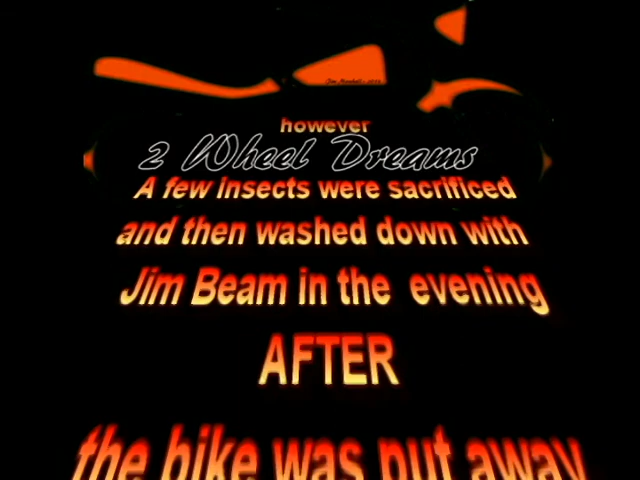 however
2 Wheel Dreams
A few insects were sacrificed
and then washed down with
Jim Beam in the evening
AFTER
the bike was put away